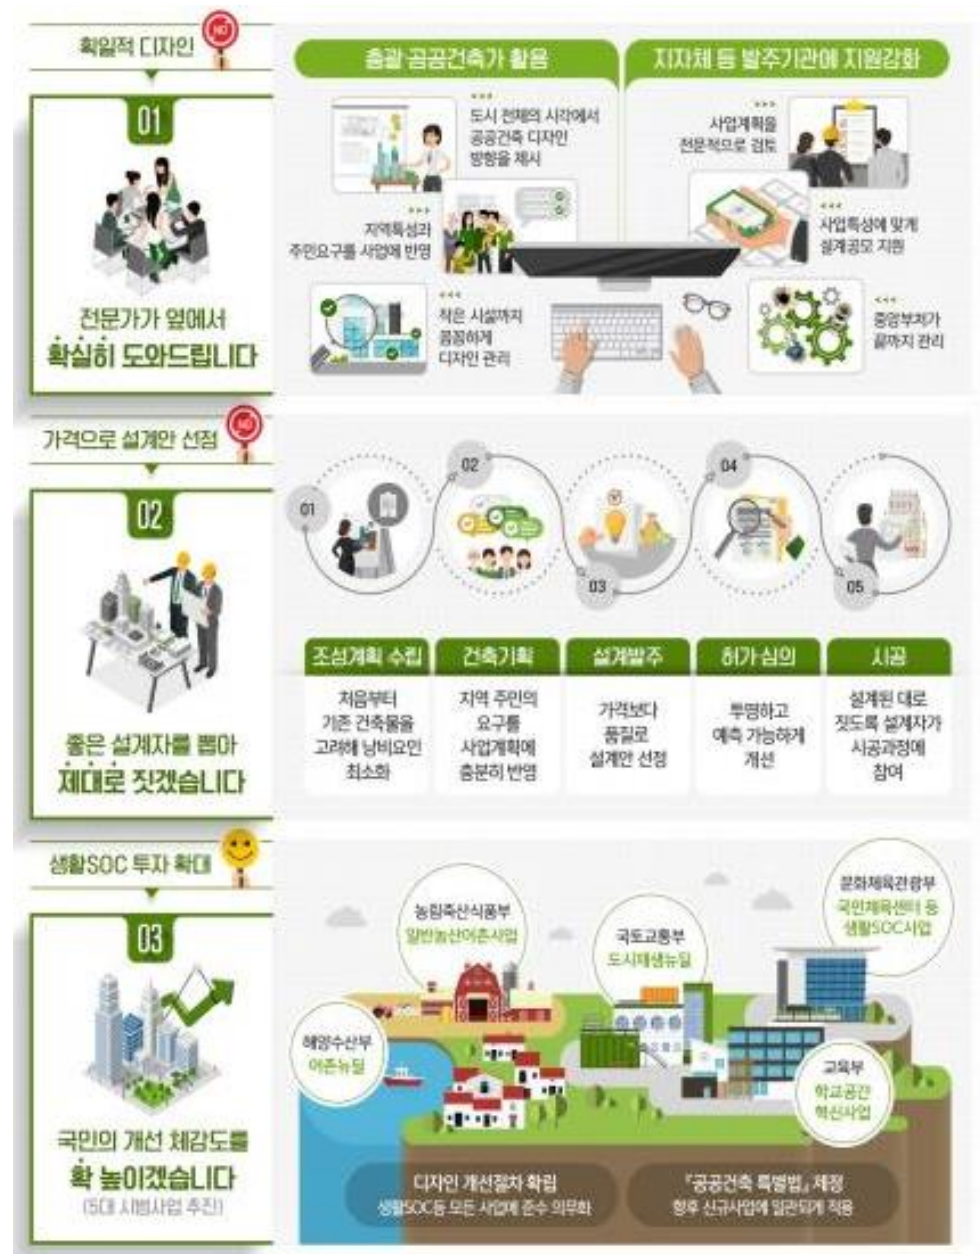 획일적 디자인
NO
01
전문가가 옆에서
확실히 도와드립니다
총괄·공공건축가 활용
도시 전체의 시각에서
공공건축 디자인
방향을 제시
지역특성과
주민요구를 사업에 반영
작은 시설까지
꼼꼼하게
디자인 관리
지자체 등 발주기관에 지원강화
사업계획을
전문적으로 검토
사업특성에 맞게
설계공모 지원
중앙부처가
끝까지 관리
가격으로 설계안 선정
NO
02
좋은 설계자를 뽑아
제대로 짓겠습니다
01
02
03
04
05
조성계획 수립
처음부터
기존 건축물을
고려해 낭비요인
최소화
건축기획
지역 주민의
요구를
사업계획에
충분히 반영
설계발주
가격보다
품질로
설계안 선정
허가·심의
투명하고
예측 가능하게
개선
시공
설계된 대로
짓도록 설계자가
시공과정에
참여
생활SOC 투자 확대
03
국민의 개선 체감도를
확 높이겠습니다
(5대 시범사업 추진)
농림축산식품부
일반농산어촌사업
국토교통부
도시재생뉴딜
문화체육관광부
국민체육센터 등
생활SOC사업
해양수산부
어촌뉴딜
교육부
학교공간
혁신사업
디자인 개선절차 확립
생활SOC등 모든 사업에 준수 의무화
『공공건축 특별법』 제정
향후 신규사업에 일관되게 적용